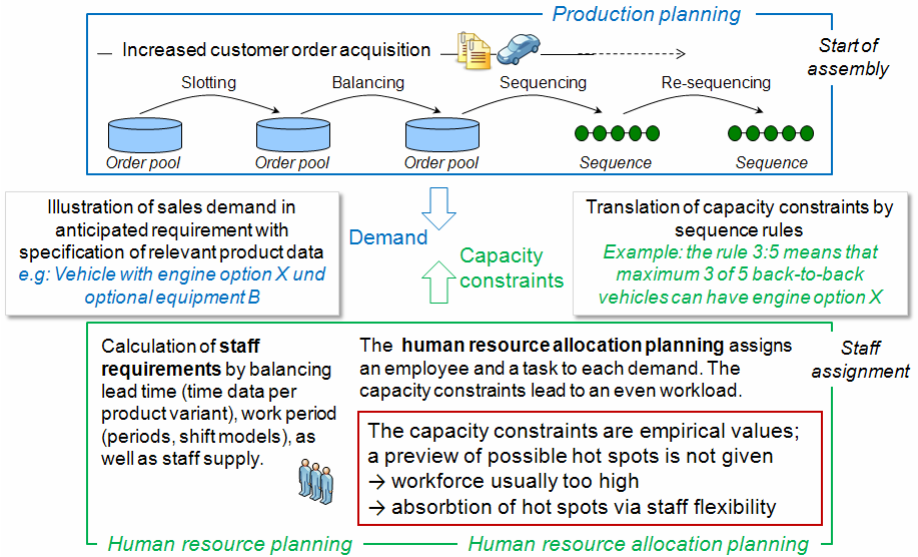 Production planning
Increased customer order acquisition
Start of
assembly
Slotting
Balancing
Sequencing
Re-sequencing
Order pool
Order pool
Order pool
Sequence
Sequence
Illustration of sales demand in
anticipated requirement with
specification of relevant product data
e.g: Vehicle with engine option X und
optional equipment B
Demand
Capacity
constraints
Translation of capacity constraints by
sequence rules
Example: the rule 3:5 means that
maximum 3 of 5 back-to-back
vehicles can have engine option X
Calculation of staff
requirements by balancing
lead time (time data per
product variant), work period
(periods, shift models), as
well as staff supply.
The human resource allocation planning assigns
an employee and a task to each demand. The
capacity constraints lead to an even workload.
Staff
assignment
The capacity constraints are empirical values;
a preview of possible hot spots is not given
→ workforce usually too high
→ absorbtion of hot spots via staff flexibility
Human resource planning
Human resource allocation planning